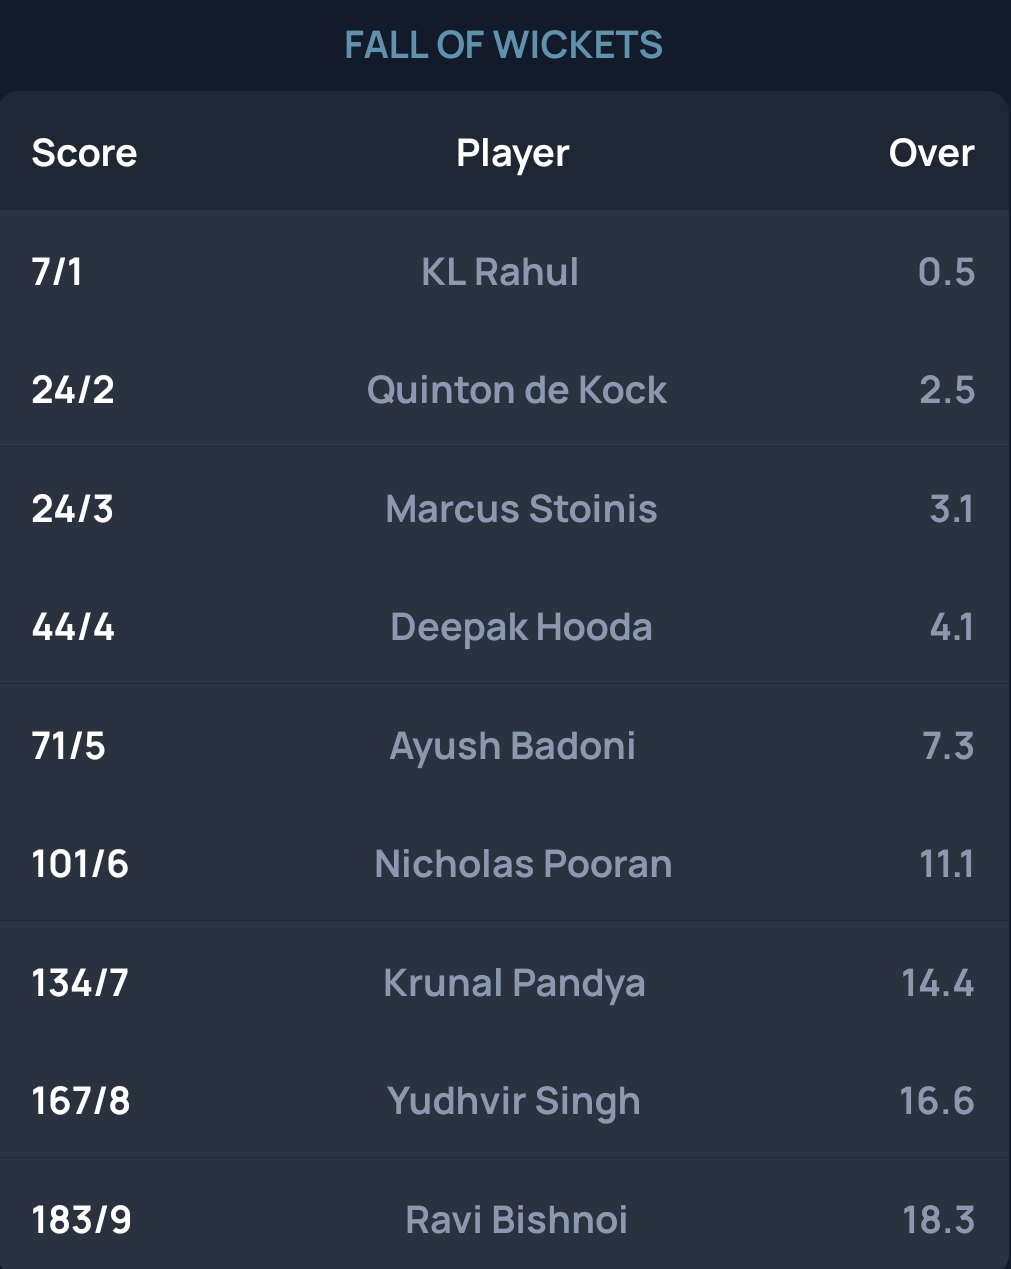 FALL OF WICKETS
Score Player Over
7/1 KL Rahul 0.5
24/2 Quinton de Kock 2.5
24/3 Marcus Stoinis 3.1
44/4 Deepak Hooda 4.1
71/5 Ayush Badoni 7.3
101/6 Nicholas Pooran 11.1
134/7 Krunal Pandya 14.4
167/8 Yudhvir Singh 16.6
183/9 Ravi Bishnoi 18.3